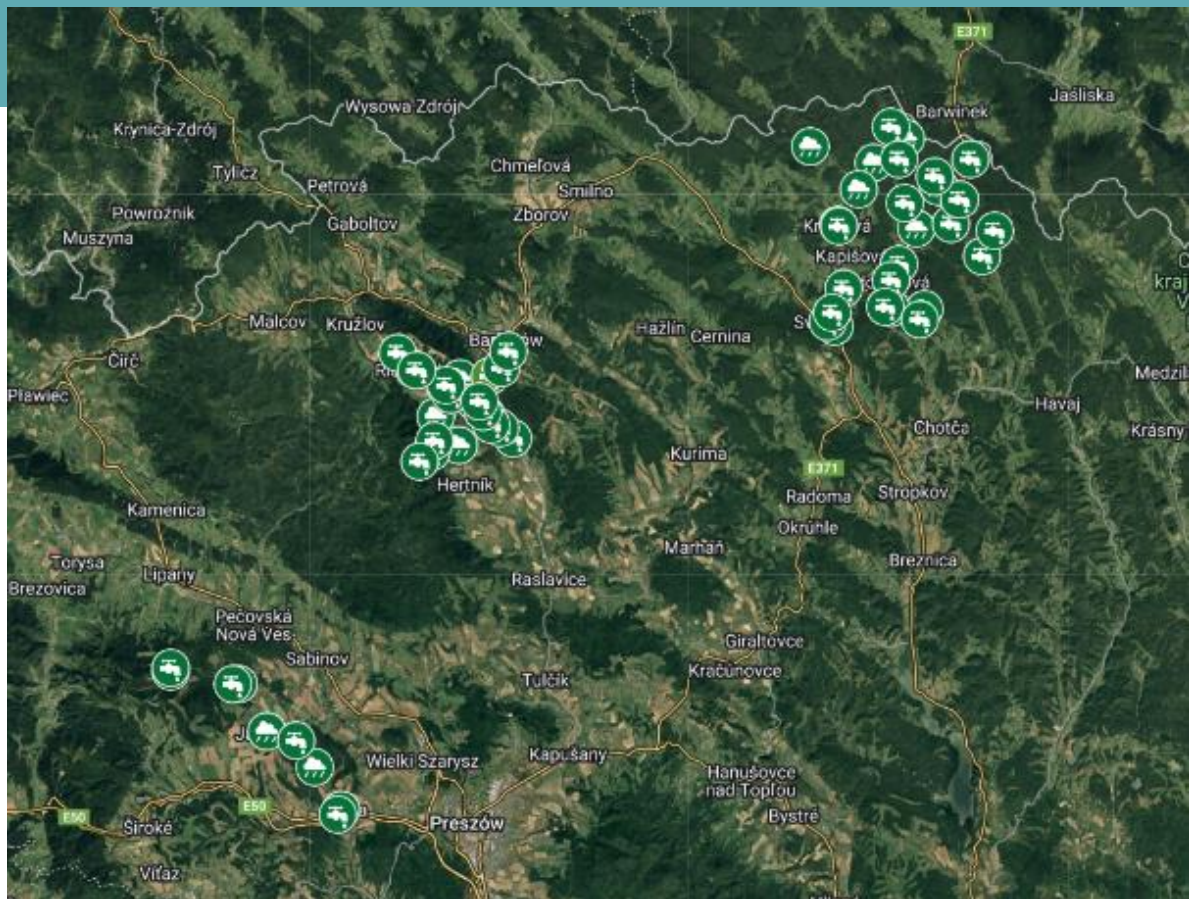 E371
Jaśliska
Wysowa Zdrój
Barwinek
Krynica-Zdrój
Chmeľová
Tylicz
Petrová
Smilno
Powroźnik
Zborov
Gaboltov
Muszyna
Kapišová
Malcov
Kružlov
Hažlín
Cernina
Čirč
Pławiec
Havaj
Krásny
Chotča
Kurima
Hertník
E371
Radoma
Stropkov
Kamenica
Okrúhle
Marhaň
Torysa
Lipany
Breznica
Brezovica
Raslavice
Pečovská
Nová Ves
Giraltovce
Sabinov
Kračúnovce
Tulčík
Wielki Szarysz
Kapušany
Hanušovce
nad Topľou
E50
E50
Široké
Preszów
Bystré
Víťaz